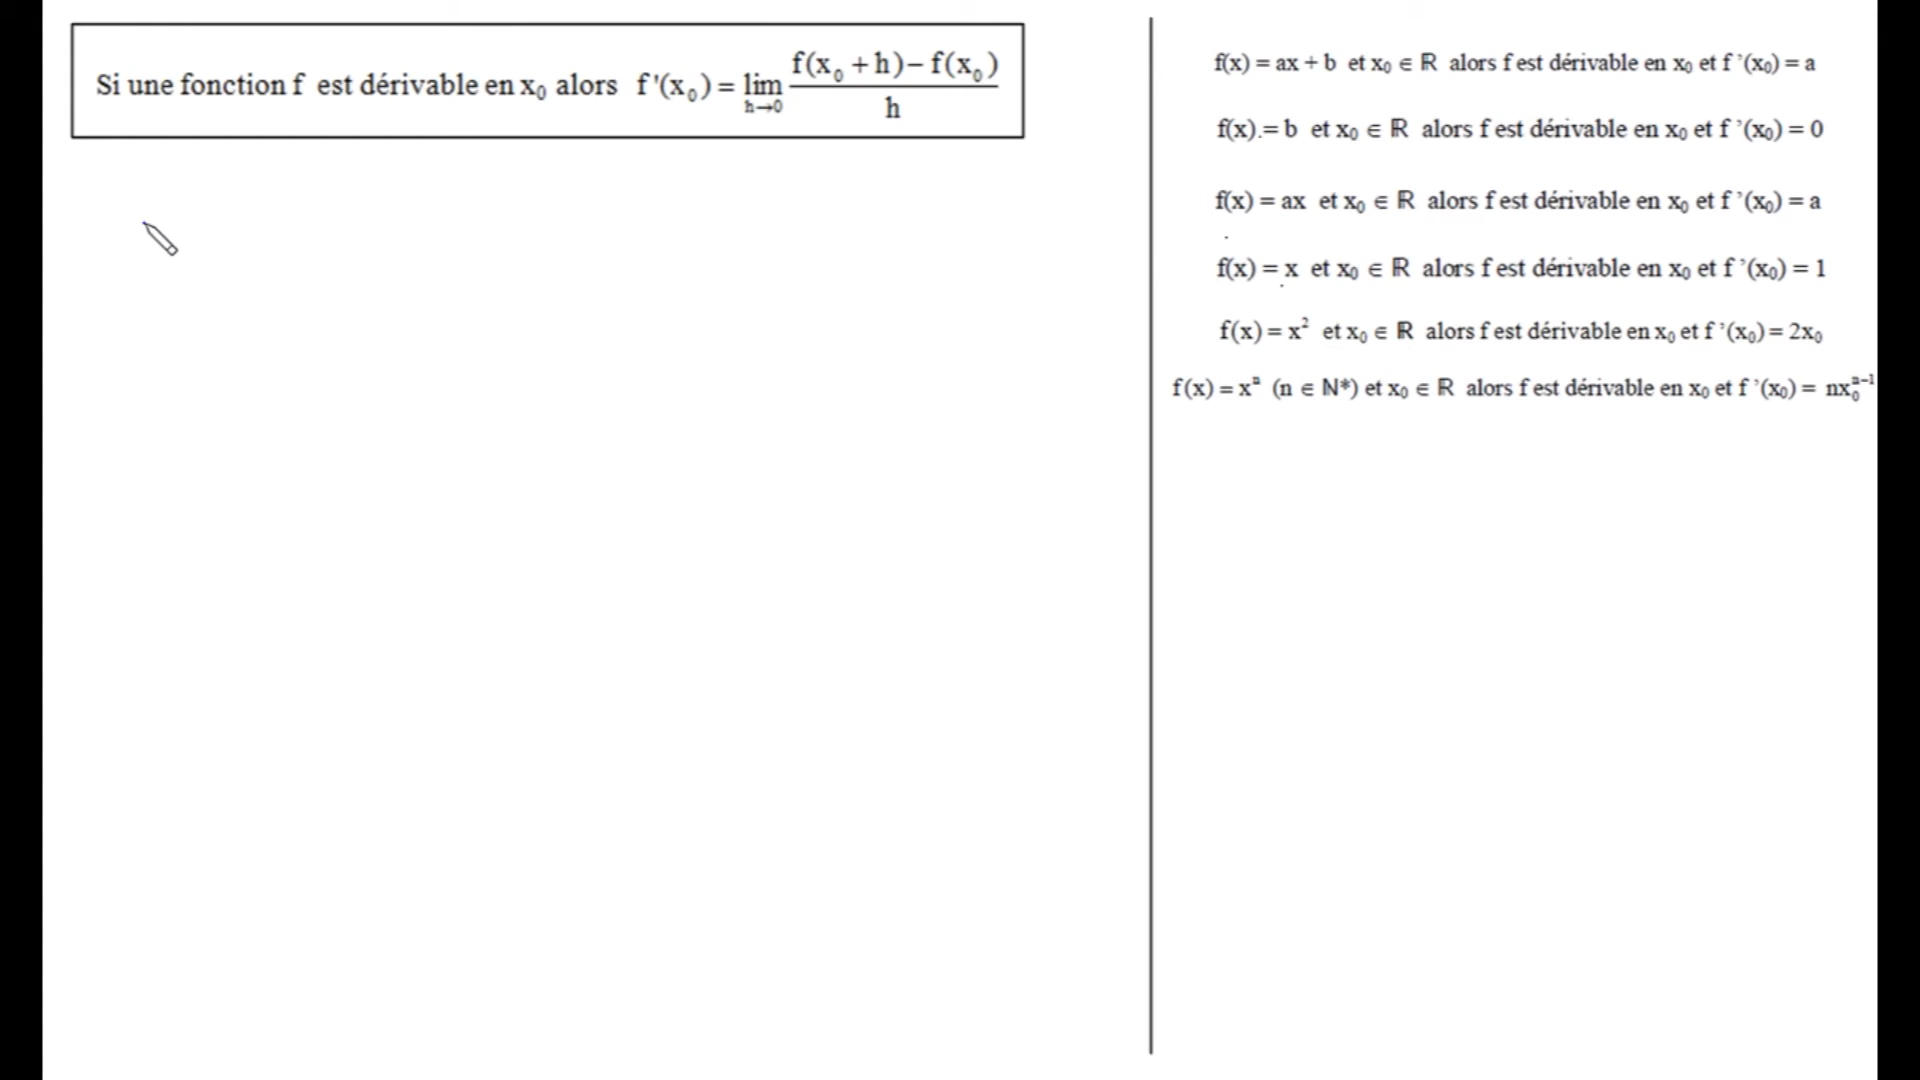 Si une fonction f est dérivable en x₀ alors f '(x₀) = lim h→0 f(x₀ + h) − f(x₀) / h
f(x) = ax + b et x₀ ∈ ℝ alors f est dérivable en x₀ et f ’(x₀) = a
f(x).= b et x₀ ∈ ℝ alors f est dérivable en x₀ et f ’(x₀) = 0
f(x) = ax et x₀ ∈ ℝ alors f est dérivable en x₀ et f ’(x₀) = a
f(x) = x et x₀ ∈ ℝ alors f est dérivable en x₀ et f ’(x₀) = 1
f(x) = x² et x₀ ∈ ℝ alors f est dérivable en x₀ et f ’(x₀) = 2x₀
f(x) = xⁿ (n ∈ N*) et x₀ ∈ ℝ alors f est dérivable en x₀ et f ’(x₀) = nx₀ⁿ⁻¹